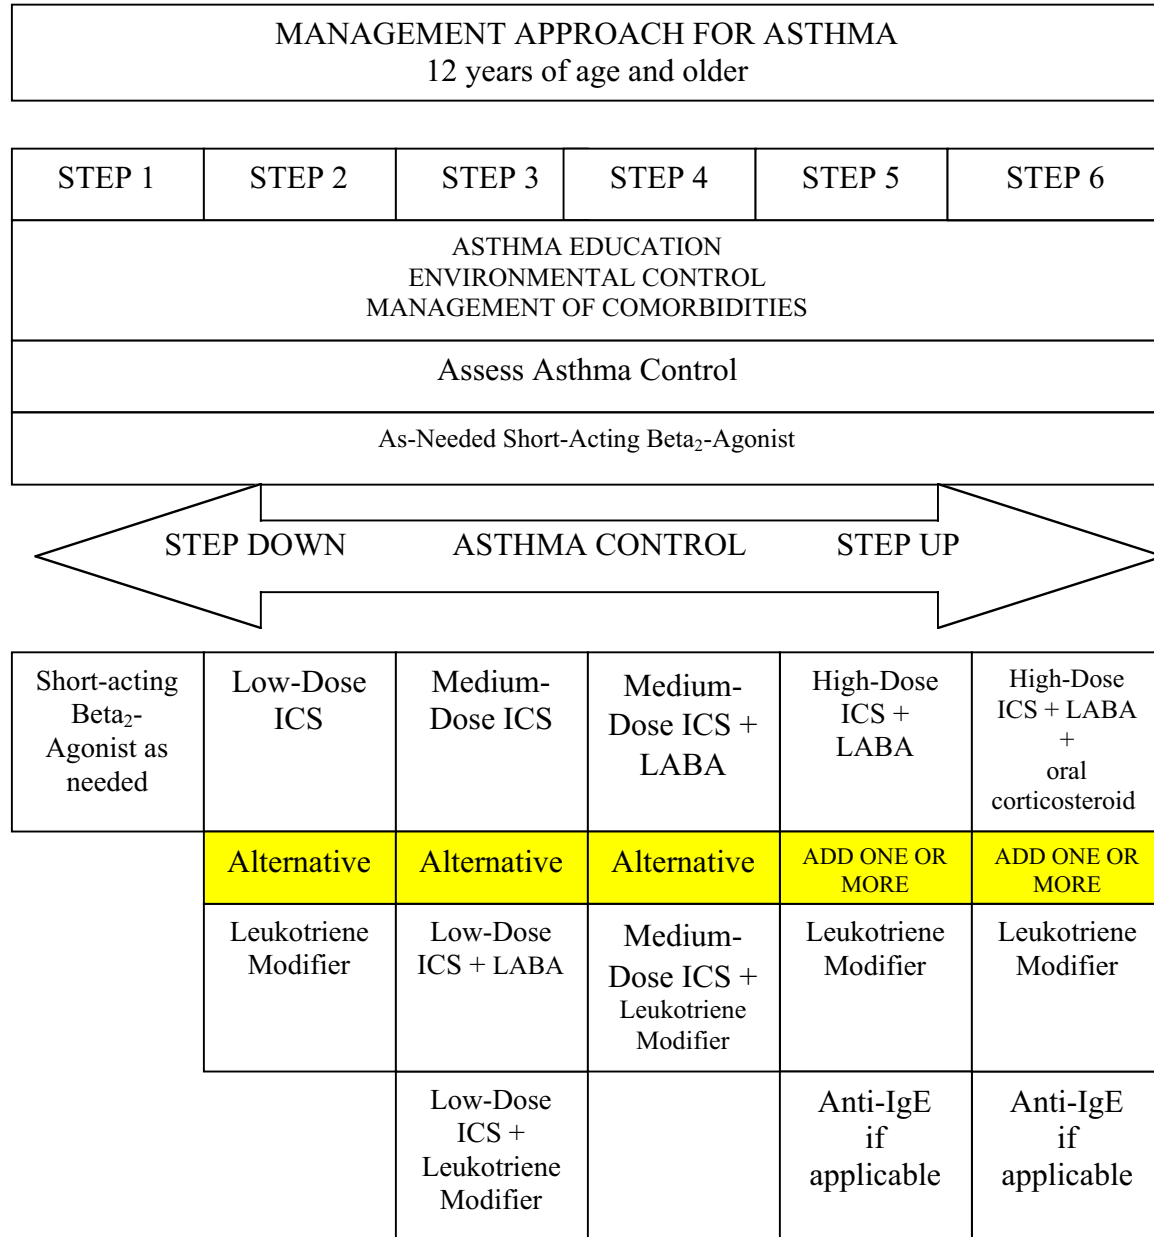 MANAGEMENT APPROACH FOR ASTHMA
12 years of age and older
STEP 1
STEP 2
STEP 3
STEP 4
STEP 5
STEP 6
ASTHMA EDUCATION
ENVIRONMENTAL CONTROL
MANAGEMENT OF COMORBIDITIES
Assess Asthma Control
As-Needed Short-Acting Beta₂-Agonist
STEP DOWN ASTHMA CONTROL STEP UP
Short-acting
Beta₂-
Agonist as
needed
Low-Dose
ICS
Medium-
Dose ICS
Medium-
Dose ICS +
LABA
High-Dose
ICS +
LABA
High-Dose
ICS + LABA
+
oral
corticosteroid
Alternative
Alternative
Alternative
ADD ONE OR
MORE
ADD ONE OR
MORE
Leukotriene
Modifier
Low-Dose
ICS + LABA
Medium-
Dose ICS +
Leukotriene
Modifier
Leukotriene
Modifier
Leukotriene
Modifier
Low-Dose
ICS +
Leukotriene
Modifier
Anti-IgE
if
applicable
Anti-IgE
if
applicable